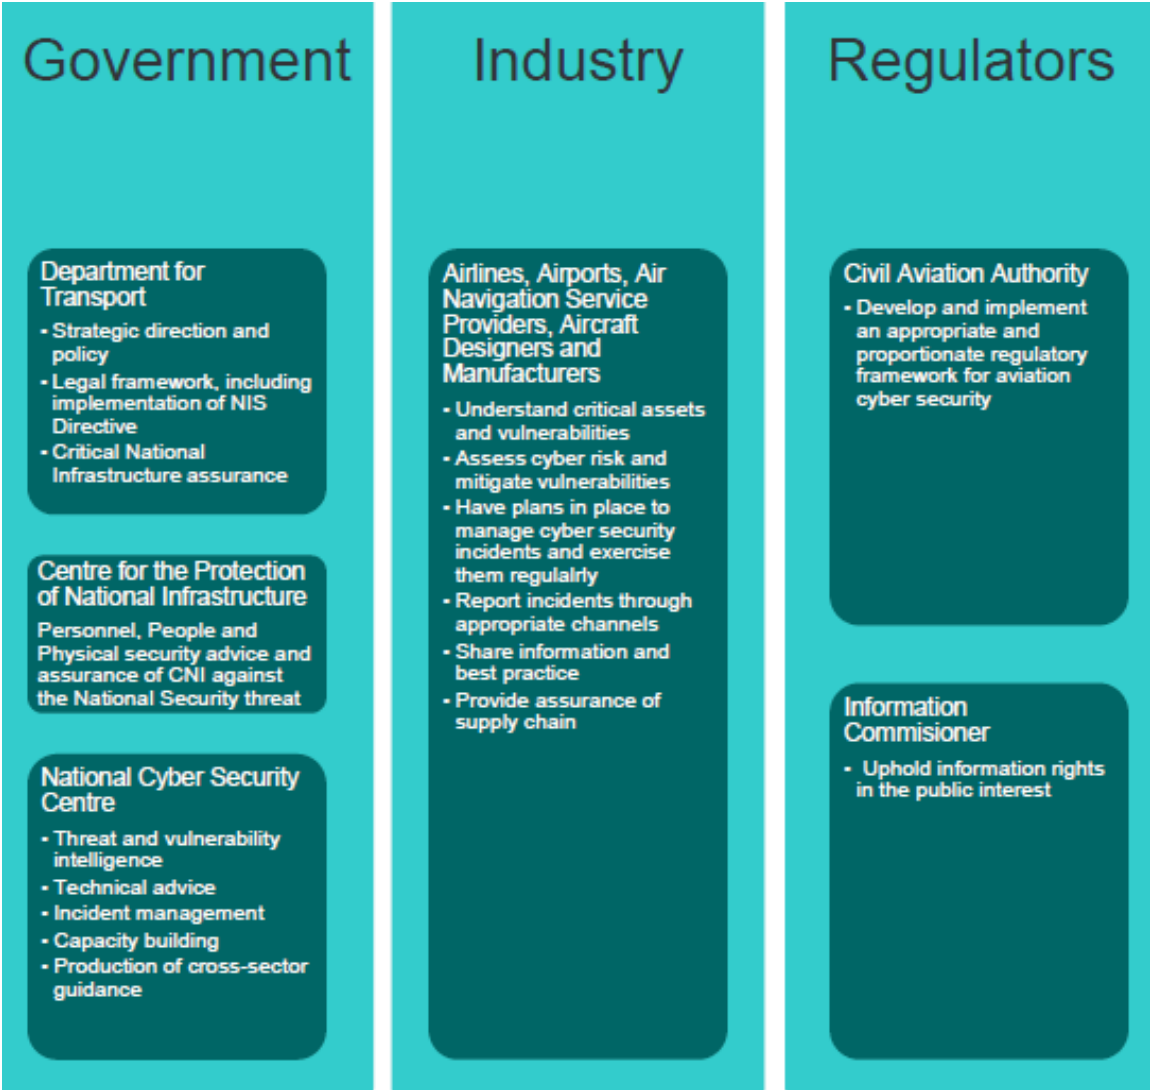 Government
Department for
Transport
- Strategic direction and
policy
- Legal framework, including
implementation of NIS
Directive
- Critical National
Infrastructure assurance
Centre for the Protection
of National Infrastructure
Personnel, People and
Physical security advice and
assurance of CNI against
the National Security threat
National Cyber Security
Centre
- Threat and vulnerability
intelligence
- Technical advice
- Incident management
- Capacity building
- Production of cross-sector
guidance
Industry
Airlines, Airports, Air
Navigation Service
Providers, Aircraft
Designers and
Manufacturers
- Understand critical assets
and vulnerabilities
- Assess cyber risk and
mitigate vulnerabilities
- Have plans in place to
manage cyber security
incidents and exercise
them regulalrly
- Report incidents through
appropriate channels
- Share information and
best practice
- Provide assurance of
supply chain
Regulators
Civil Aviation Authority
- Develop and implement
an appropriate and
proportionate regulatory
framework for aviation
cyber security
Information
Commisioner
- Uphold information rights
in the public interest